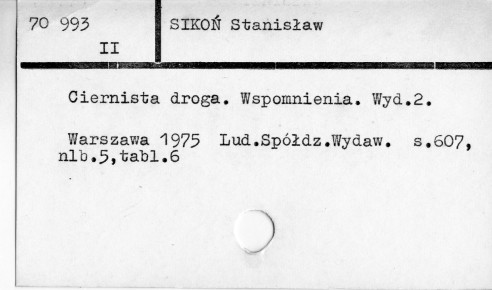 70 993
II
SIKOŃ Stanisław
Ciernista droga. Wspomnienia. Wyd.2.
Warszawa 1975 Lud.Spółdz.Wydaw. s.607,
nlb.5,tabl.6